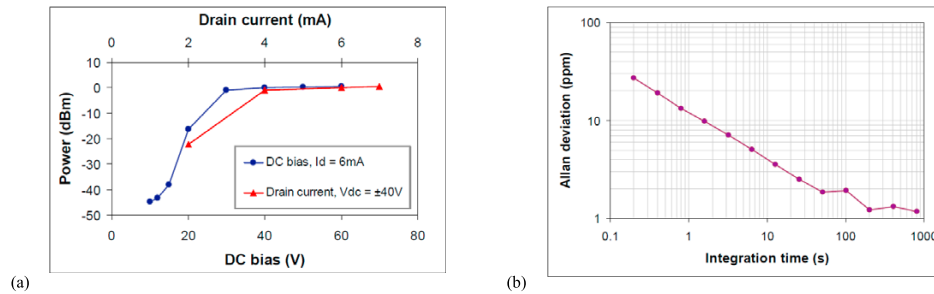 Drain current (mA)
0 2 4 6 8
10
0
-10
-20
-30
-40
-50
Power (dBm)
DC bias, Id = 6mA
Drain current, Vdc = ±40V
0 20 40 60 80
DC bias (V)
(a)
100
10
1
Allan deviation (ppm)
0.1 1 10 100 1000
Integration time (s)
(b)